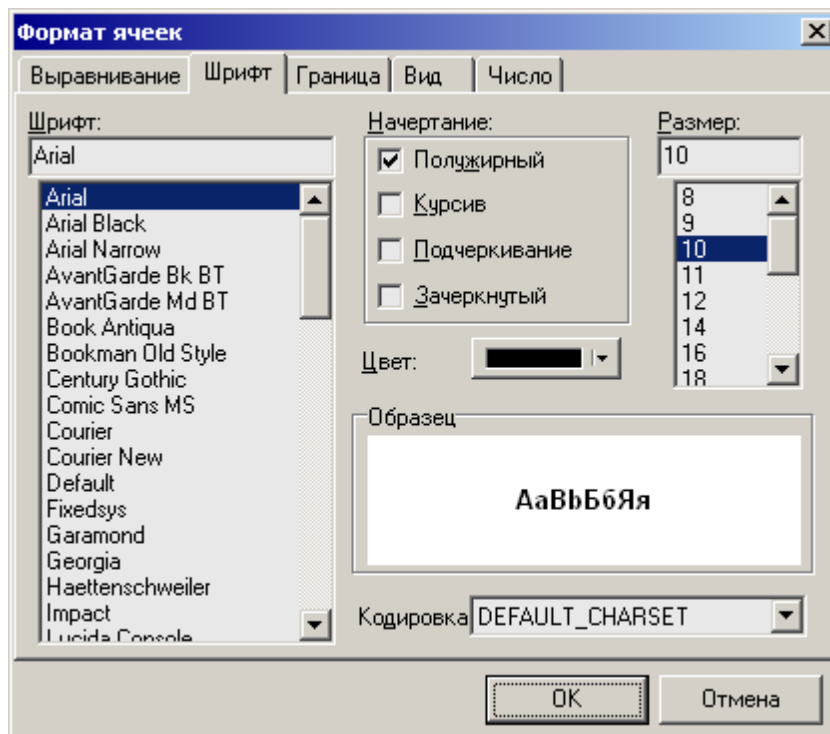 Формат ячеек
Выравнивание Шрифт Граница Вид Число
Шрифт:
Arial
Arial
Arial Black
Arial Narrow
AvantGarde Bk BT
AvantGarde Md BT
Book Antiqua
Bookman Old Style
Century Gothic
Comic Sans MS
Courier
Courier New
Default
Fixedsys
Garamond
Georgia
Haettenschweiler
Impact
Lucida Console
Начертание:
Полужирный
Курсив
Подчеркивание
Зачеркнутый
Размер:
10
8
9
10
11
12
14
16
18
Цвет:
Образец
АаВbБбЯя
Кодировка DEFAULT_CHARSET
OK Отмена